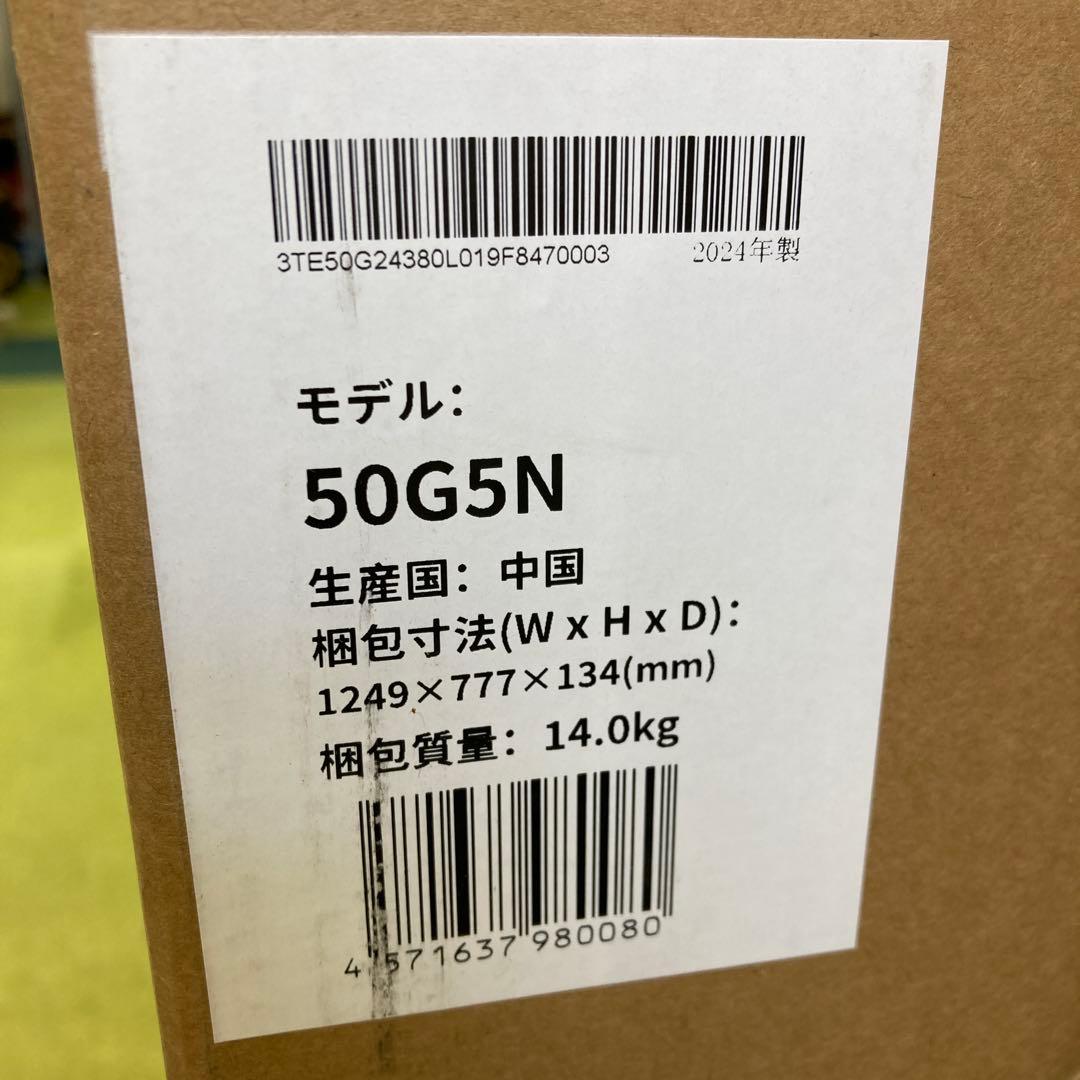 3TE50G24380L019F8470003 2024年製
モデル：
50G5N
生産国：中国
梱包寸法(W x H x D)：
1249×777×134(mm)
梱包質量：14.0kg
4571637980080